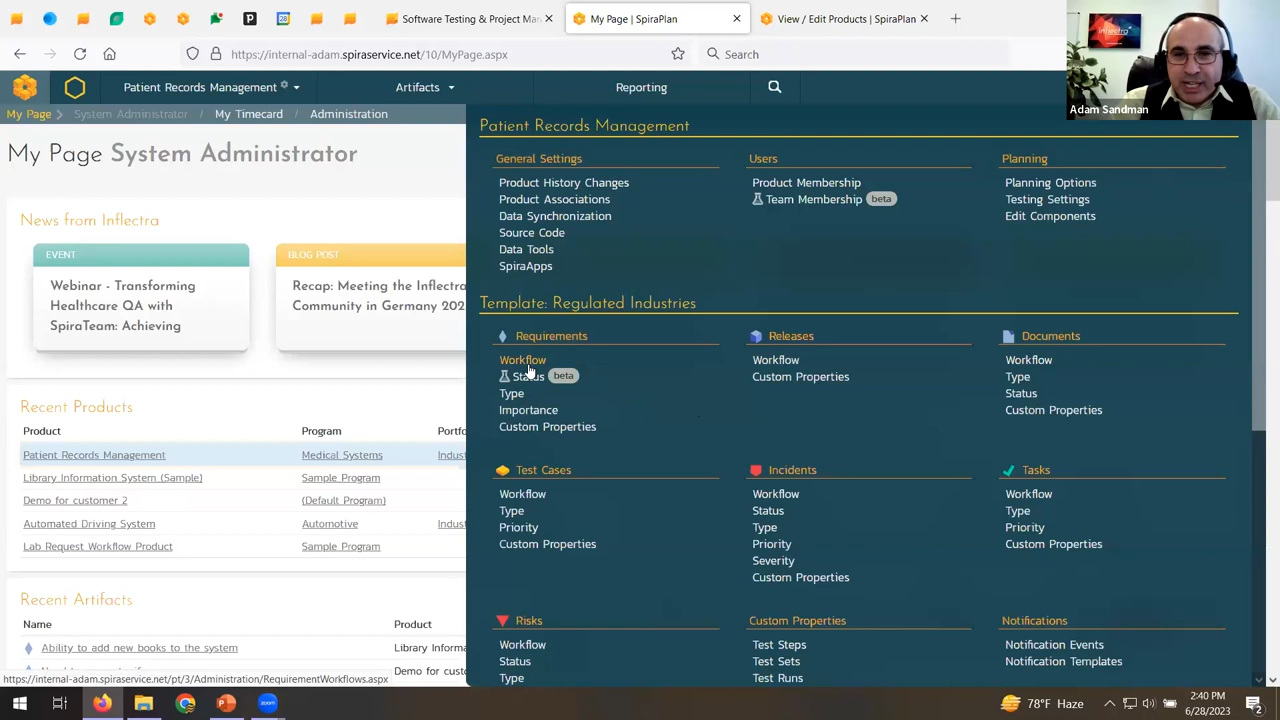 Software Testing & Project Man
My Page | SpiraPlan
View / Edit Products | SpiraPlan
https://internal-adam.spiraservice.net/10/MyPage.aspx
Search
Inflectra
Adam Sandman
Patient Records Management
Artifacts
Reporting
My Page
System Administrator / My Timecard / Administration
My Page System Administrator
News from Inflectra
EVENT
Webinar - Transforming
Healthcare QA with
SpiraTeam: Achieving
BLOG POST
Recap: Meeting the Inflectra
Community in Germany 202
Recent Products
Product Program Portfo
Patient Records Management Medical Systems Indust
Library Information System (Sample) Sample Program
Demo for customer 2 (Default Program)
Automated Driving System Automotive Indust
Lab Request Workflow Product Sample Program
Recent Artifacts
Name Product
Ability to add new books to the system Library Informa
Demo for custo
https://internal-adam.spiraservice.net/pt/3/Administration/RequirementWorkflows.aspx
Patient Records Management
General Settings
Product History Changes
Product Associations
Data Synchronization
Source Code
Data Tools
SpiraApps
Users
Product Membership
Team Membership beta
Planning
Planning Options
Testing Settings
Edit Components
Template: Regulated Industries
Requirements
Workflow
Status beta
Type
Importance
Custom Properties
Releases
Workflow
Custom Properties
Documents
Workflow
Type
Status
Custom Properties
Test Cases
Workflow
Type
Priority
Custom Properties
Incidents
Workflow
Status
Type
Priority
Severity
Custom Properties
Tasks
Workflow
Type
Priority
Custom Properties
Risks
Workflow
Status
Type
Custom Properties
Test Steps
Test Sets
Test Runs
Notifications
Notification Events
Notification Templates
78°F Haze
2:40 PM
6/28/2023
2